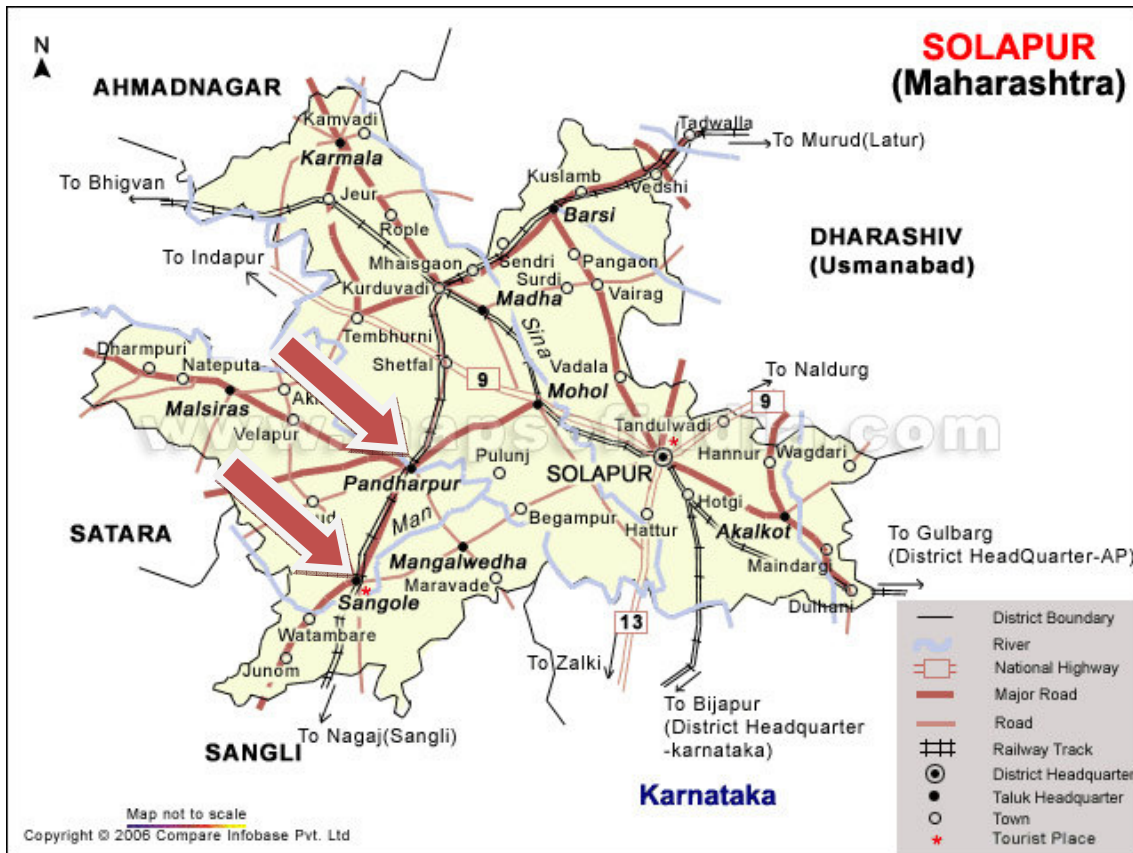 SOLAPUR
(Maharashtra)
N
AHMADNAGAR
Kamvadi
Karmala
Tadwalla
To Murud(Latur)
To Bhigvan
Jeur
Kuslamb
Vedshi
Barsi
Rople
To Indapur
Mhaisgaon
Sendri
Pangaon
DHARASHIV
(Usmanabad)
Kurduvadi
Surdi
Madha
Vairag
Sina
Tembhurni
Dharmpuri
Nateputa
Shetfal
9
Vadala
To Naldurg
Malsiras
Mohol
9
Velapur
Tandulwadi
Hannur
Wagdari
Pandharpur
Pulunj
SOLAPUR
Hotgi
SATARA
Man
Begampur
Hattur
Akalkot
To Gulbarg
(District HeadQuarter-AP)
Mangalwedha
Maravade
Maindargi
Sangole
Dulhani
Watambare
13
Junom
To Zalki
To Nagaj(Sangli)
To Bijapur
(District Headquarter
-karnataka)
SANGLI
Karnataka
District Boundary
River
National Highway
Major Road
Road
Railway Track
District Headquarter
Taluk Headquarter
Town
Tourist Place
Map not to scale
Copyright © 2006 Compare Infobase Pvt. Ltd